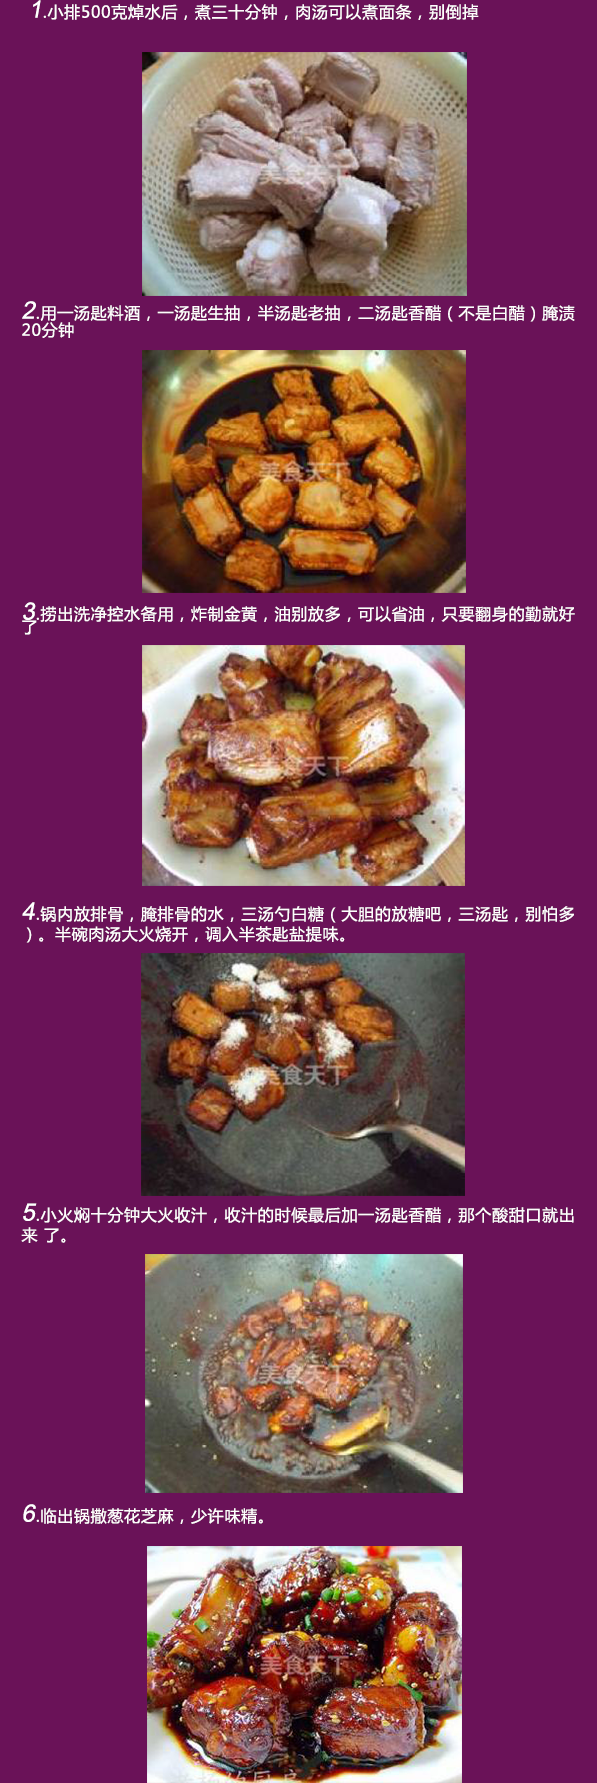 1.小排500克焯水后，煮三十分钟，肉汤可以煮面条，别倒掉
美食天下
2.用一汤匙料酒，一汤匙生抽，半汤匙老抽，二汤匙香醋（不是白醋）腌渍
20分钟
美食天下
3.捞出洗净控水备用，炸制金黄，油别放多，可以省油，只要翻身的勤就好
了
美食天下
4.锅内放排骨，腌排骨的水，三汤勺白糖（大胆的放糖吧，三汤匙，别怕多
）。半碗肉汤大火烧开，调入半茶匙盐提味。
美食天下
5.小火焖十分钟大火收汁，收汁的时候最后加一汤匙香醋，那个酸甜口就出
来 了。
美食天下
6.临出锅撒葱花芝麻，少许味精。
美食天下